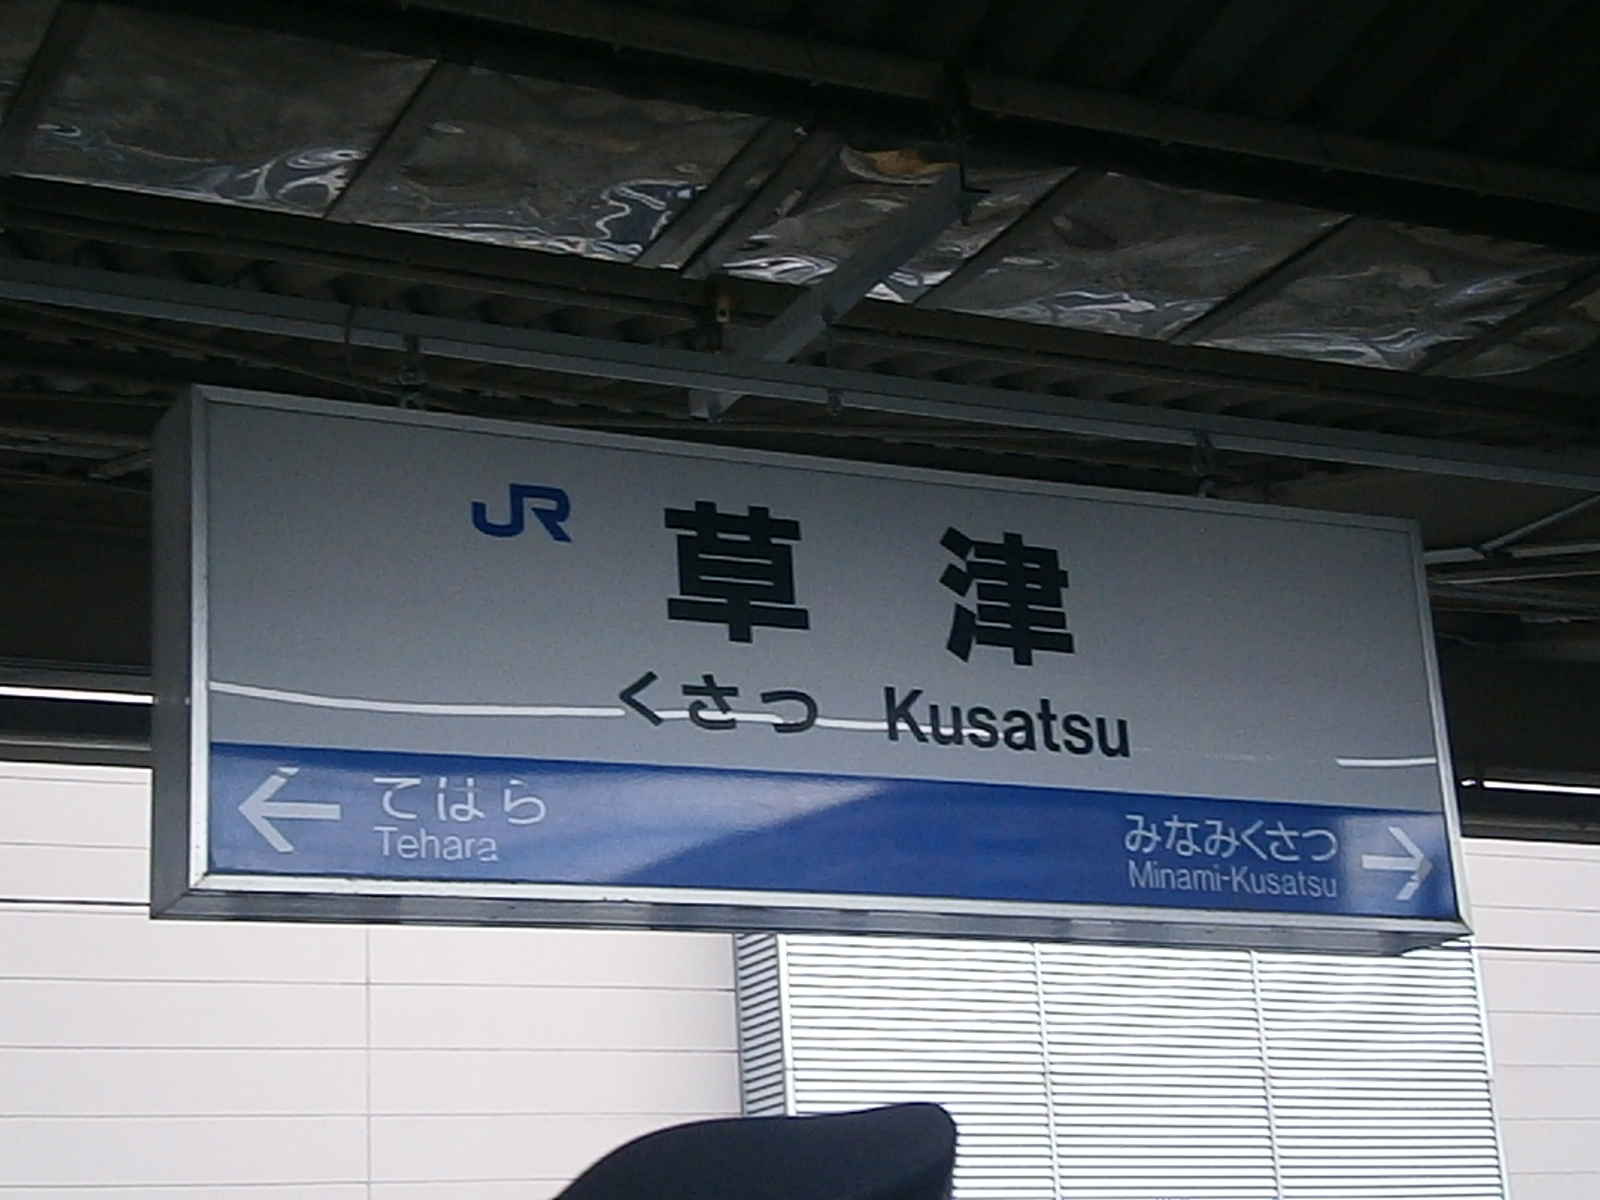 JR 草津
くさつ Kusatsu
てはら
Tehara
みなみくさつ
Minami-Kusatsu